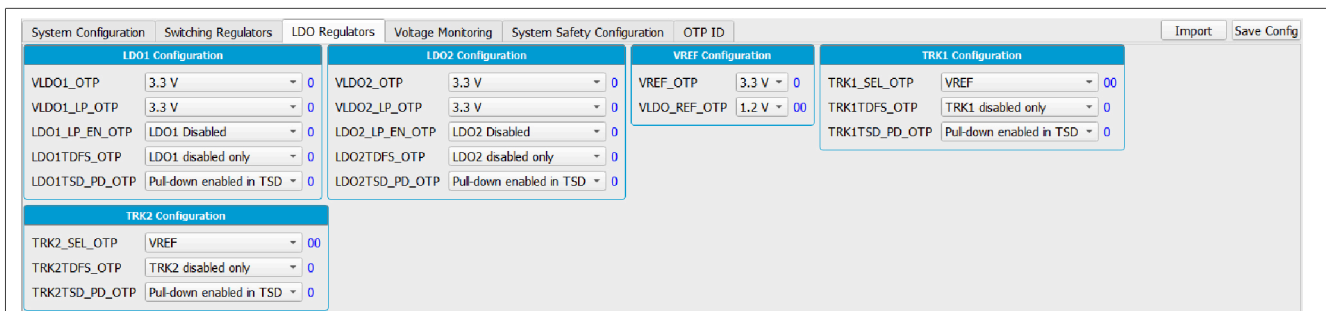 System Configuration Switching Regulators LDO Regulators Voltage Monitoring System Safety Configuration OTP ID Import Save Config
LDO1 Configuration LDO2 Configuration VREF Configuration TRK1 Configuration
VLDO1_OTP 3.3 V 0 VLDO2_OTP 3.3 V 0 VREF_OTP 3.3 V 0 TRK1_SEL_OTP VREF 00
VLDO1_LP_OTP 3.3 V 0 VLDO2_LP_OTP 3.3 V 0 VLDO_REF_OTP 1.2 V 00 TRK1TDFS_OTP TRK1 disabled only 0
LDO1_LP_EN_OTP LDO1 Disabled 0 LDO2_LP_EN_OTP LDO2 Disabled 0 TRK1TSD_PD_OTP Pull-down enabled in TSD 0
LDO1TDFS_OTP LDO1 disabled only 0 LDO2TDFS_OTP LDO2 disabled only 0
LDO1TSD_PD_OTP Pull-down enabled in TSD 0 LDO2TSD_PD_OTP Pull-down enabled in TSD 0
TRK2 Configuration
TRK2_SEL_OTP VREF 00
TRK2TDFS_OTP TRK2 disabled only 0
TRK2TSD_PD_OTP Pull-down enabled in TSD 0